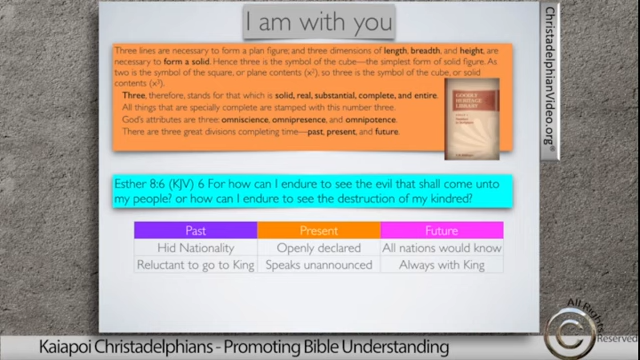 I am with you
Three lines are necessary to form a plan figure; and three dimensions of length, breadth, and height, are
necessary to form a solid. Hence three is the symbol of the cube—the simplest form of solid figure. As
two is the symbol of the square, or plane contents (x²), so three is the symbol of the cube, or solid
contents (x³).
Three, therefore, stands for that which is solid, real, substantial, complete, and entire.
All things that are specially complete are stamped with this number three.
God's attributes are three: omniscience, omnipresence, and omnipotence.
There are three great divisions completing time—past, present, and future.
GOODLY
HERITAGE
LIBRARY
Esther 8:6 (KJV) 6 For how can I endure to see the evil that shall come unto
my people? or how can I endure to see the destruction of my kindred?
Past Present Future
Hid Nationality Openly declared All nations would know
Reluctant to go to King Speaks unannounced Always with King
ChristadelphianVideo.org®
All Rights
C
Reserved
Kaiapoi Christadelphians - Promoting Bible Understanding